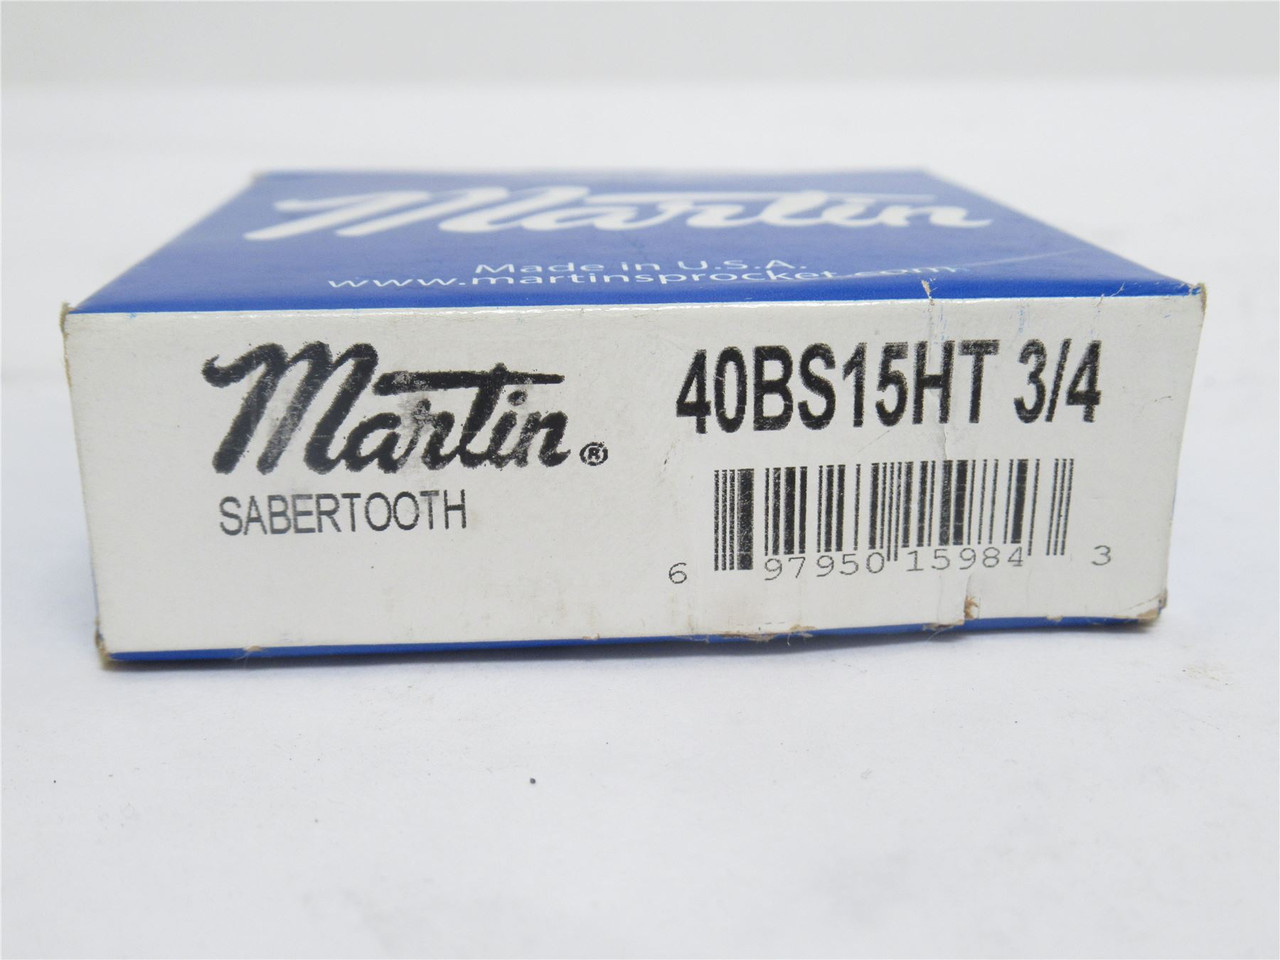 Martin
Made in U.S.A.
www.martinsprocket.com
Martin®
SABERTOOTH
40BS15HT 3/4
6 97950 15984 3